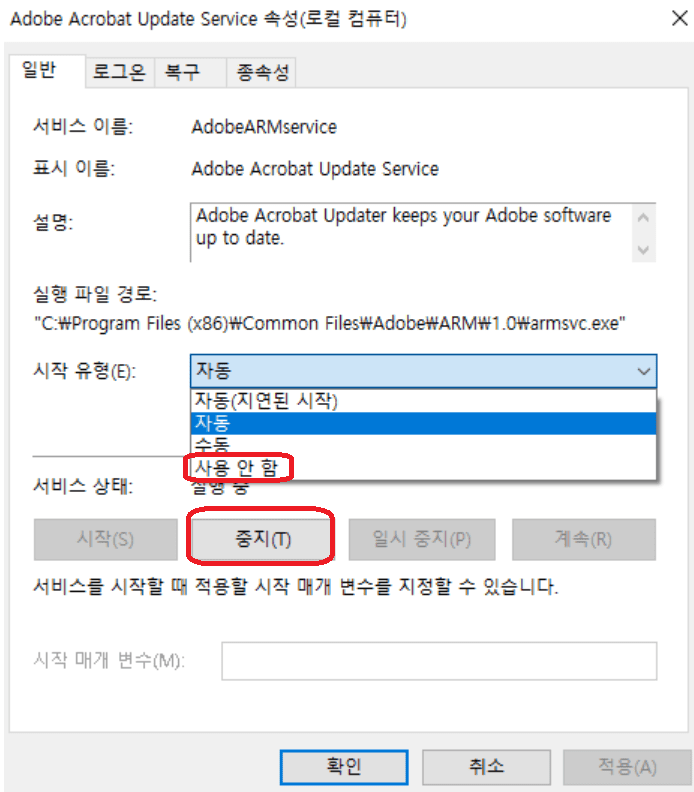 Adobe Acrobat Update Service 속성(로컬 컴퓨터)
일반 로그온 복구 종속성
서비스 이름: AdobeARMservice
표시 이름: Adobe Acrobat Update Service
설명: Adobe Acrobat Updater keeps your Adobe software
up to date.
실행 파일 경로:
"C:₩Program Files (x86)₩Common Files₩Adobe₩ARM₩1.0₩armsvc.exe"
시작 유형(E): 자동
자동(지연된 시작)
자동
수동
사용 안 함
서비스 상태: 실행 중
시작(S) 중지(T) 일시 중지(P) 계속(R)
서비스를 시작할 때 적용할 시작 매개 변수를 지정할 수 있습니다.
시작 매개 변수(M):
확인 취소 적용(A)